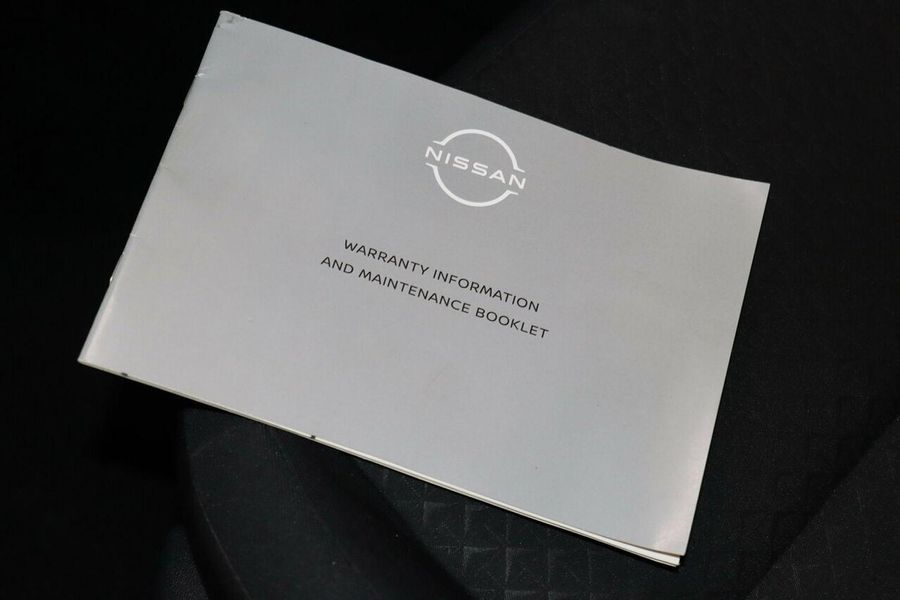 NISSAN
WARRANTY INFORMATION
AND MAINTENANCE BOOKLET